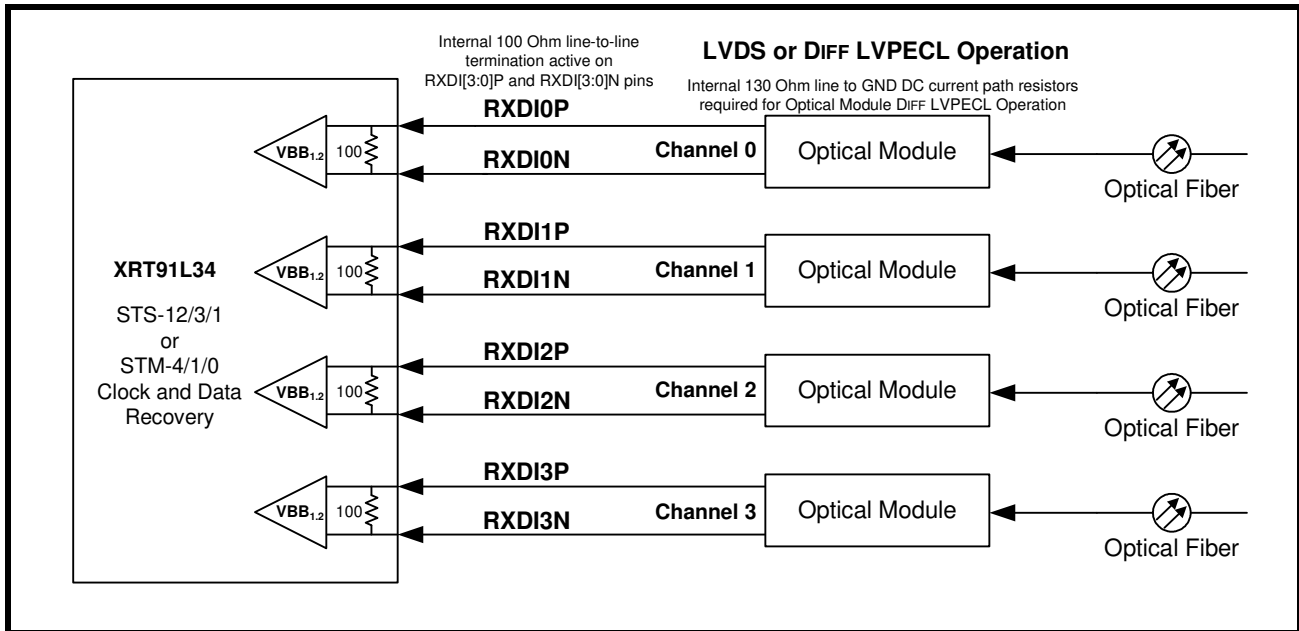 Internal 100 Ohm line-to-line
termination active on
RXDI[3:0]P and RXDI[3:0]N pins
LVDS or DIFF LVPECL Operation
Internal 130 Ohm line to GND DC current path resistors
required for Optical Module DIFF LVPECL Operation
XRT91L34
STS-12/3/1
or
STM-4/1/0
Clock and Data
Recovery
VBB1.2
100
RXDI0P
RXDI0N
Channel 0
Optical Module
Optical Fiber
VBB1.2
100
RXDI1P
RXDI1N
Channel 1
Optical Module
Optical Fiber
VBB1.2
100
RXDI2P
RXDI2N
Channel 2
Optical Module
Optical Fiber
VBB1.2
100
RXDI3P
RXDI3N
Channel 3
Optical Module
Optical Fiber